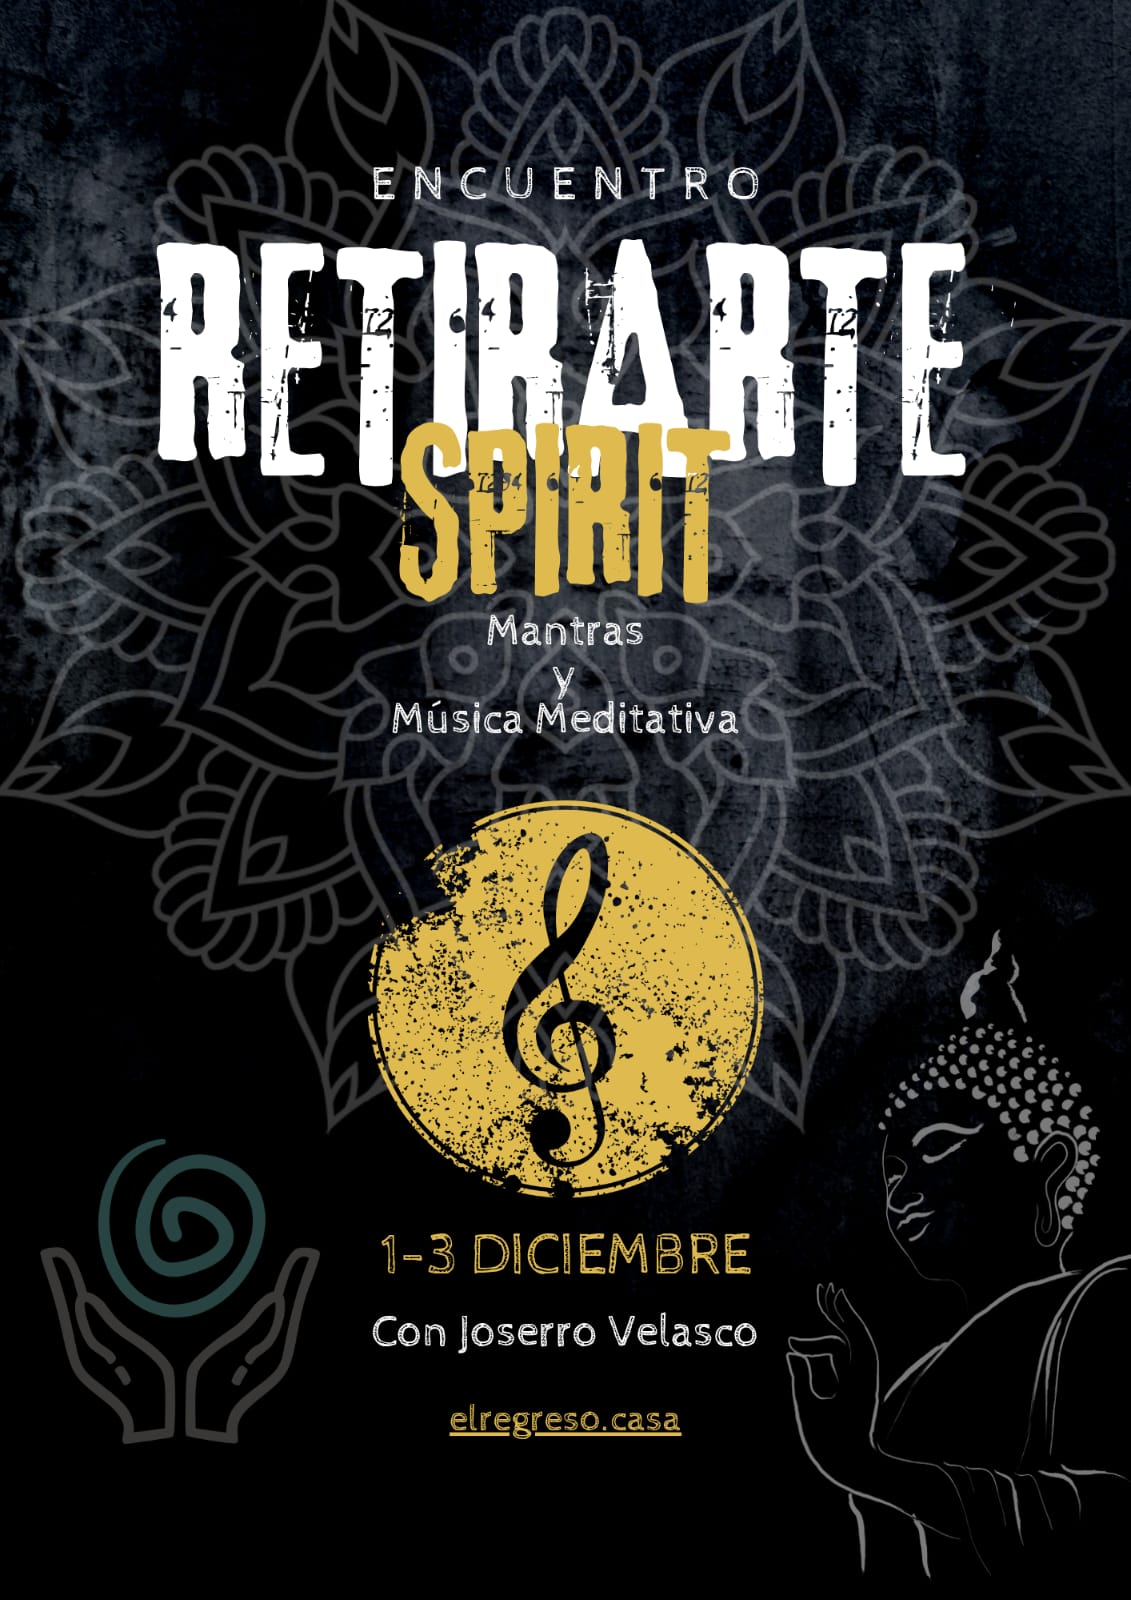 ENCUENTRO
RETIRARTE
SPIRIT
Mantras
y
Música Meditativa
1-3 DICIEMBRE
Con Joserro Velasco
elregreso.casa